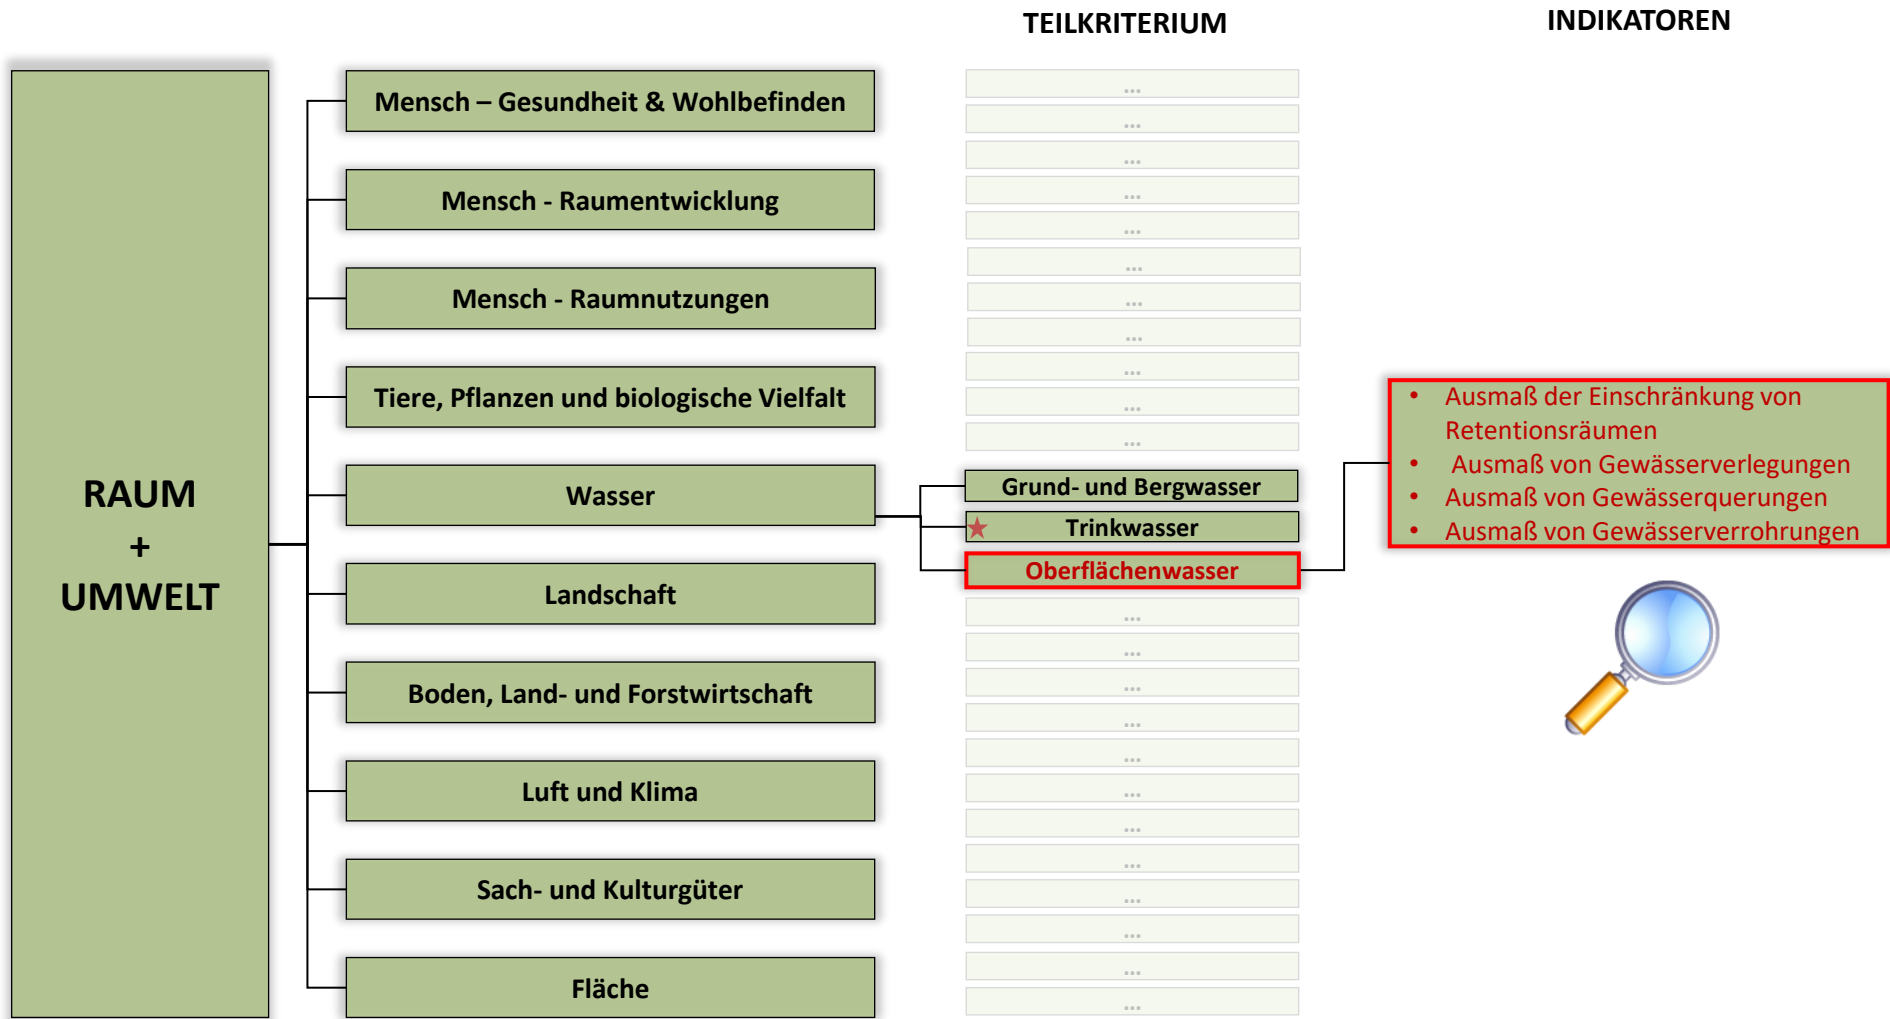 TEILKRITERIUM
INDIKATOREN
RAUM
+
UMWELT
Mensch – Gesundheit & Wohlbefinden
Mensch - Raumentwicklung
Mensch - Raumnutzungen
Tiere, Pflanzen und biologische Vielfalt
Wasser
Landschaft
Boden, Land- und Forstwirtschaft
Luft und Klima
Sach- und Kulturgüter
Fläche
...
...
...
...
...
...
...
...
...
...
...
Grund- und Bergwasser
Trinkwasser
Oberflächenwasser
...
...
...
...
...
...
...
...
...
...
...
...
• Ausmaß der Einschränkung von
Retentionsräumen
• Ausmaß von Gewässerverlegungen
• Ausmaß von Gewässerquerungen
• Ausmaß von Gewässerverrohrungen